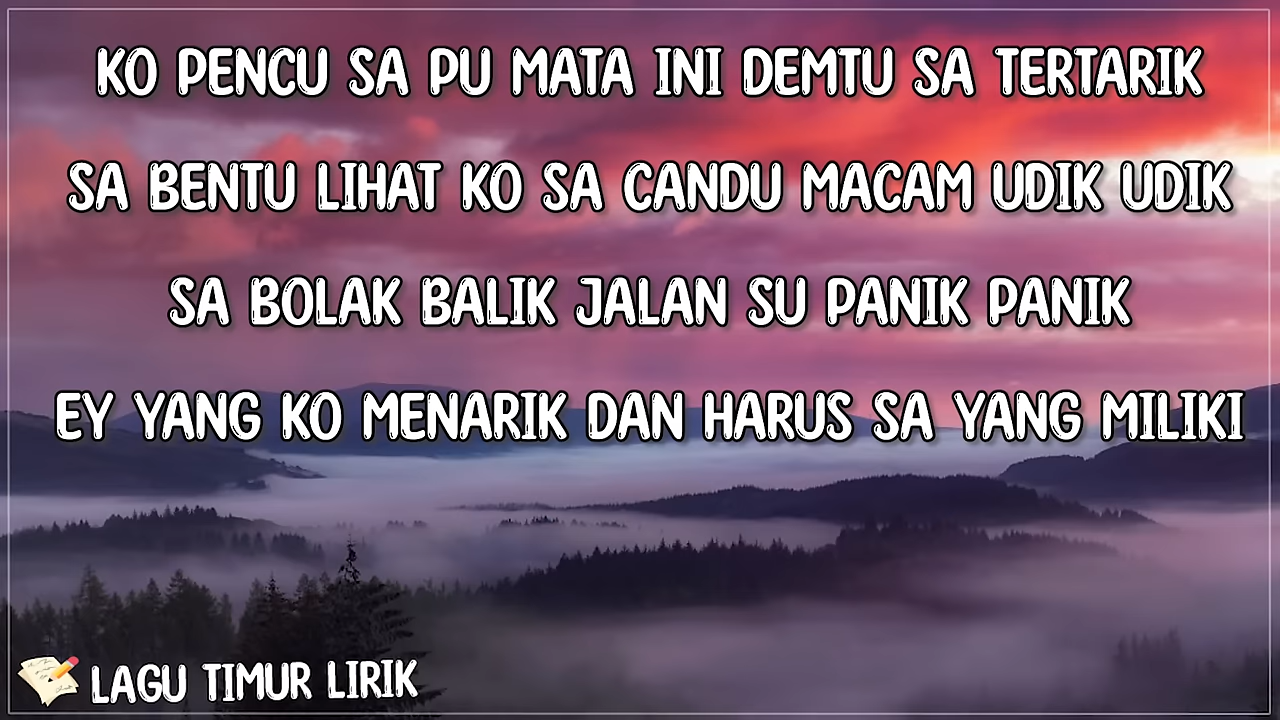 KO PENCU SA PU MATA INI DEMTU SA TERTARIK
SA BENTU LIHAT KO SA CANDU MACAM UDIK UDIK
SA BOLAK BALIK JALAN SU PANIK PANIK
EY YANG KO MENARIK DAN HARUS SA YANG MILIKI
LAGU TIMUR LIRIK